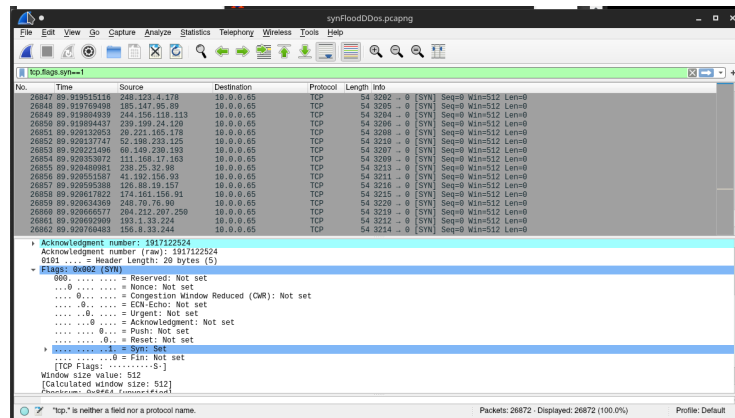 synFloodDDos.pcapng
File Edit View Go Capture Analyze Statistics Telephony Wireless Tools Help
tcp.flags.syn==1
No. Time Source Destination Protocol Length Info
26847 89.919515116 240.123.4.178 10.0.0.65 TCP 54 3202 → 0 [SYN] Seq=0 Win=512 Len=0
26848 89.919769498 185.147.95.89 10.0.0.65 TCP 54 3205 → 0 [SYN] Seq=0 Win=512 Len=0
26849 89.919804939 244.156.118.113 10.0.0.65 TCP 54 3204 → 0 [SYN] Seq=0 Win=512 Len=0
26850 89.919894437 239.199.24.120 10.0.0.65 TCP 54 3206 → 0 [SYN] Seq=0 Win=512 Len=0
26851 89.920132053 20.221.165.178 10.0.0.65 TCP 54 3208 → 0 [SYN] Seq=0 Win=512 Len=0
26852 89.920137747 52.198.233.125 10.0.0.65 TCP 54 3210 → 0 [SYN] Seq=0 Win=512 Len=0
26853 89.920221496 60.149.230.193 10.0.0.65 TCP 54 3207 → 0 [SYN] Seq=0 Win=512 Len=0
26854 89.920353072 111.168.17.163 10.0.0.65 TCP 54 3209 → 0 [SYN] Seq=0 Win=512 Len=0
26855 89.920480981 238.25.32.98 10.0.0.65 TCP 54 3213 → 0 [SYN] Seq=0 Win=512 Len=0
26856 89.920551587 41.192.156.93 10.0.0.65 TCP 54 3211 → 0 [SYN] Seq=0 Win=512 Len=0
26857 89.920595388 126.88.19.157 10.0.0.65 TCP 54 3216 → 0 [SYN] Seq=0 Win=512 Len=0
26858 89.920617822 174.161.156.91 10.0.0.65 TCP 54 3215 → 0 [SYN] Seq=0 Win=512 Len=0
26859 89.920634369 248.70.76.90 10.0.0.65 TCP 54 3220 → 0 [SYN] Seq=0 Win=512 Len=0
26860 89.920666577 204.212.207.250 10.0.0.65 TCP 54 3219 → 0 [SYN] Seq=0 Win=512 Len=0
26861 89.920692909 193.1.33.224 10.0.0.65 TCP 54 3212 → 0 [SYN] Seq=0 Win=512 Len=0
26862 89.920760483 156.8.33.244 10.0.0.65 TCP 54 3214 → 0 [SYN] Seq=0 Win=512 Len=0
Acknowledgment number: 1917122524
Acknowledgment number (raw): 1917122524
0101 .... = Header Length: 20 bytes (5)
Flags: 0x002 (SYN)
000. .... .... = Reserved: Not set
...0 .... .... = Nonce: Not set
.... 0... .... = Congestion Window Reduced (CWR): Not set
.... .0.. .... = ECN-Echo: Not set
.... ..0. .... = Urgent: Not set
.... ...0 .... = Acknowledgment: Not set
.... .... 0... = Push: Not set
.... .... .0.. = Reset: Not set
.... .... ..1. = Syn: Set
.... .... ...0 = Fin: Not set
[TCP Flags: ··········S·]
Window size value: 512
[Calculated window size: 512]
Checksum: 0x8f64 [unverified]
"tcp." is neither a field nor a protocol name. Packets: 26872 · Displayed: 26872 (100.0%) Profile: Default